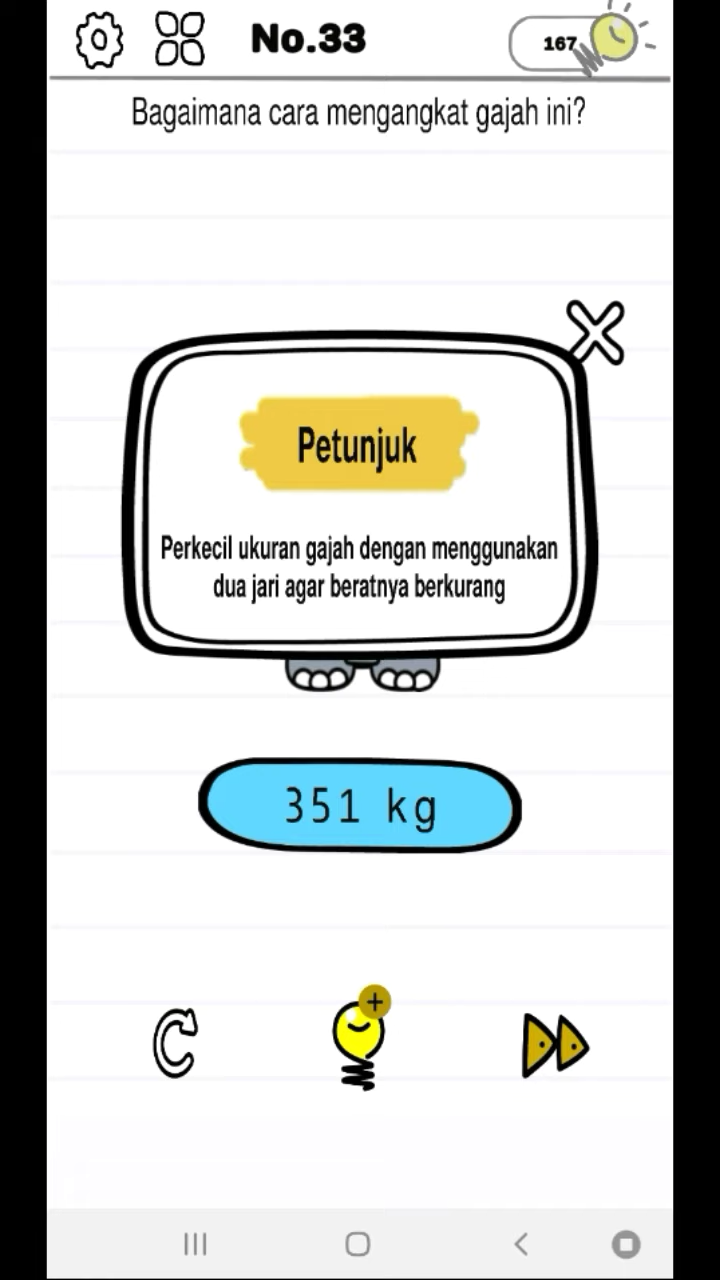 No.33
167
Bagaimana cara mengangkat gajah ini?
Petunjuk
Perkecil ukuran gajah dengan menggunakan
dua jari agar beratnya berkurang
351 kg